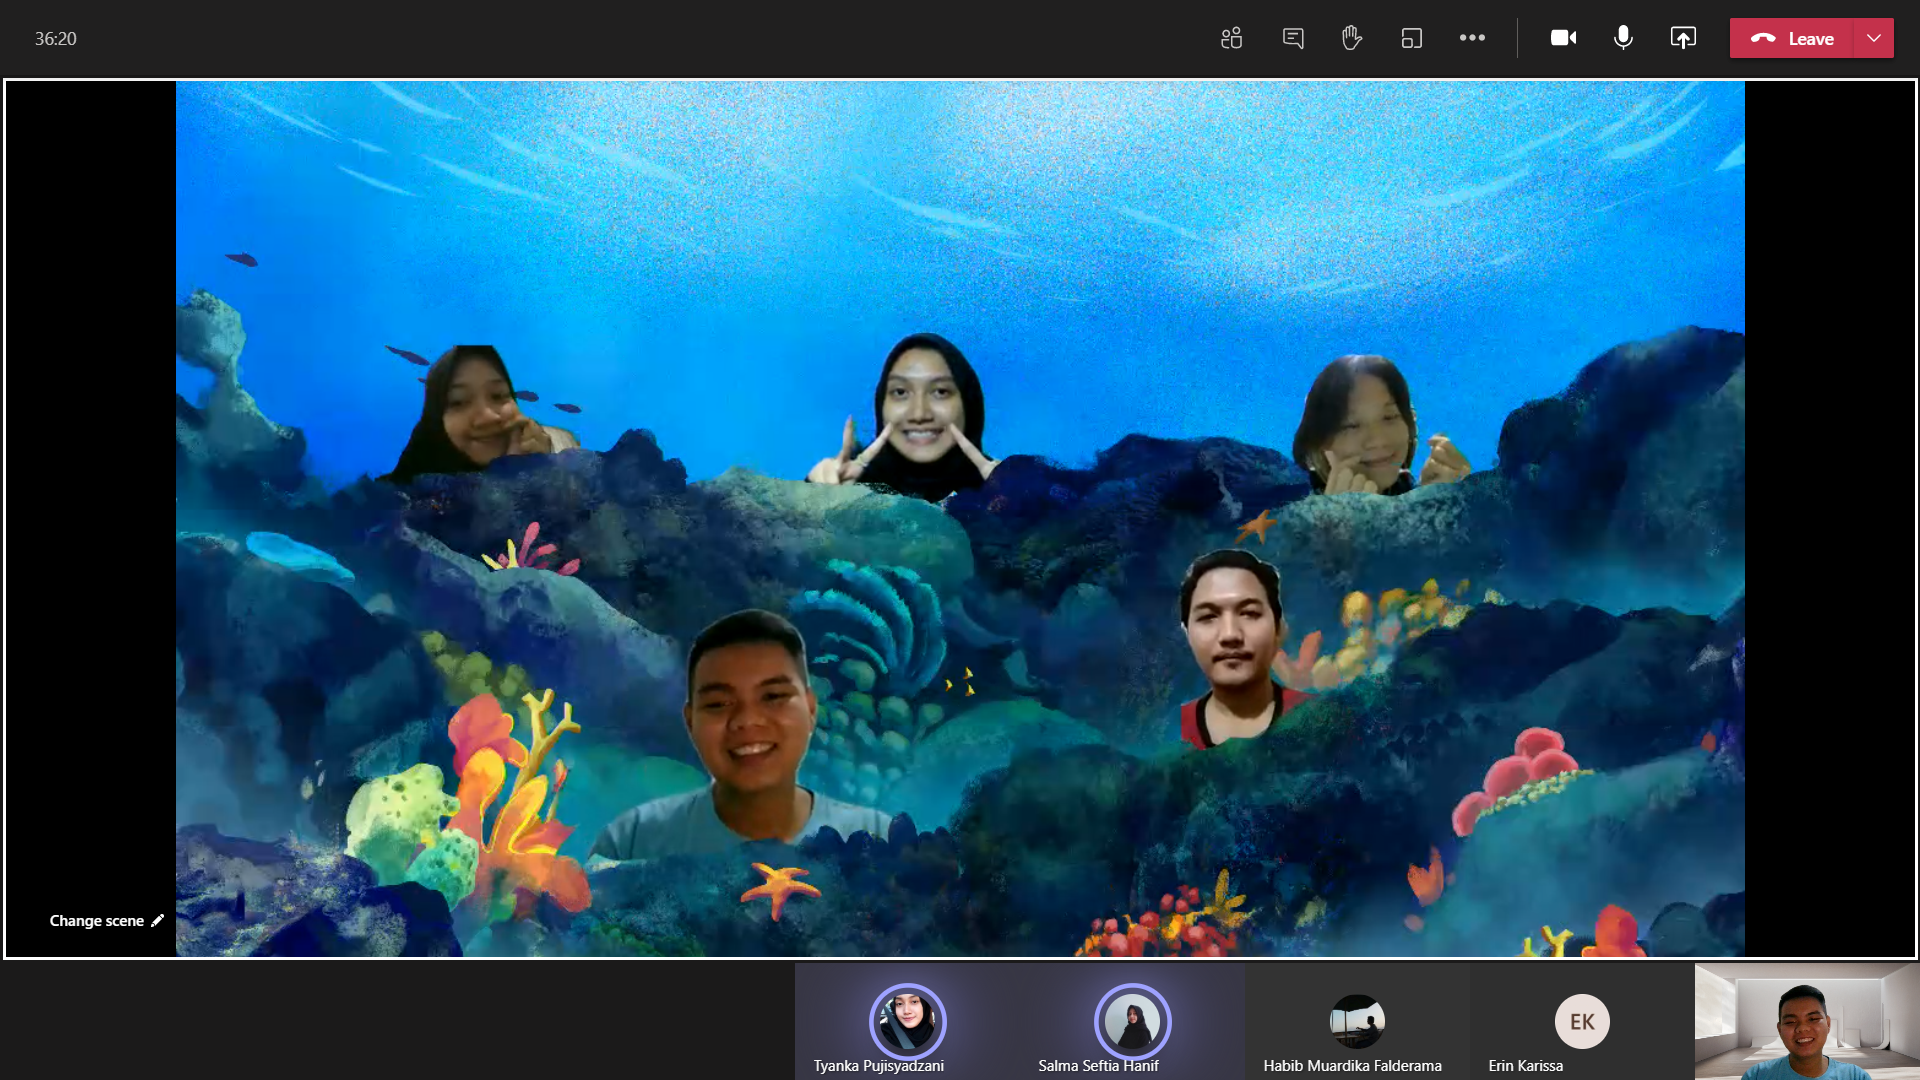 36:20
Leave
Change scene
Tyanka Pujisyadzani
Salma Seftia Hanif
Habib Muardika Falderama
EK
Erin Karissa